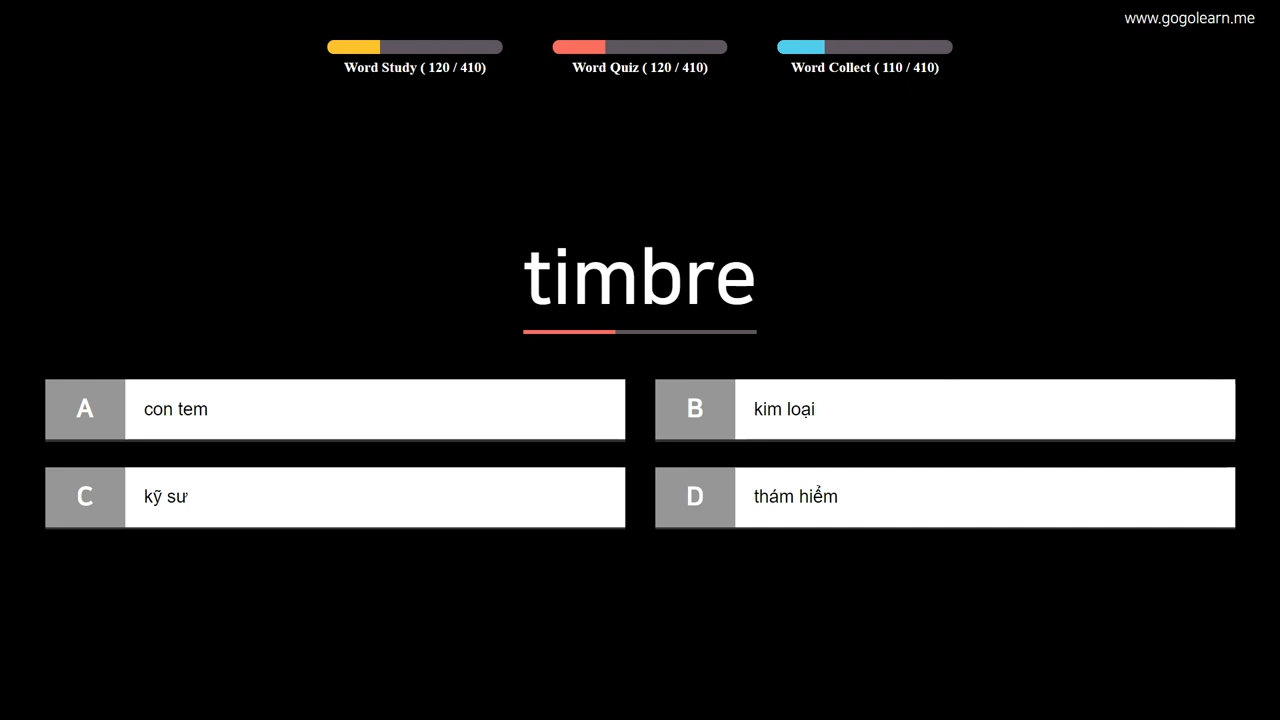 www.gogolearn.me
Word Study ( 120 / 410)
Word Quiz ( 120 / 410)
Word Collect ( 110 / 410)
timbre
A con tem
B kim loại
C kỹ sư
D thám hiểm